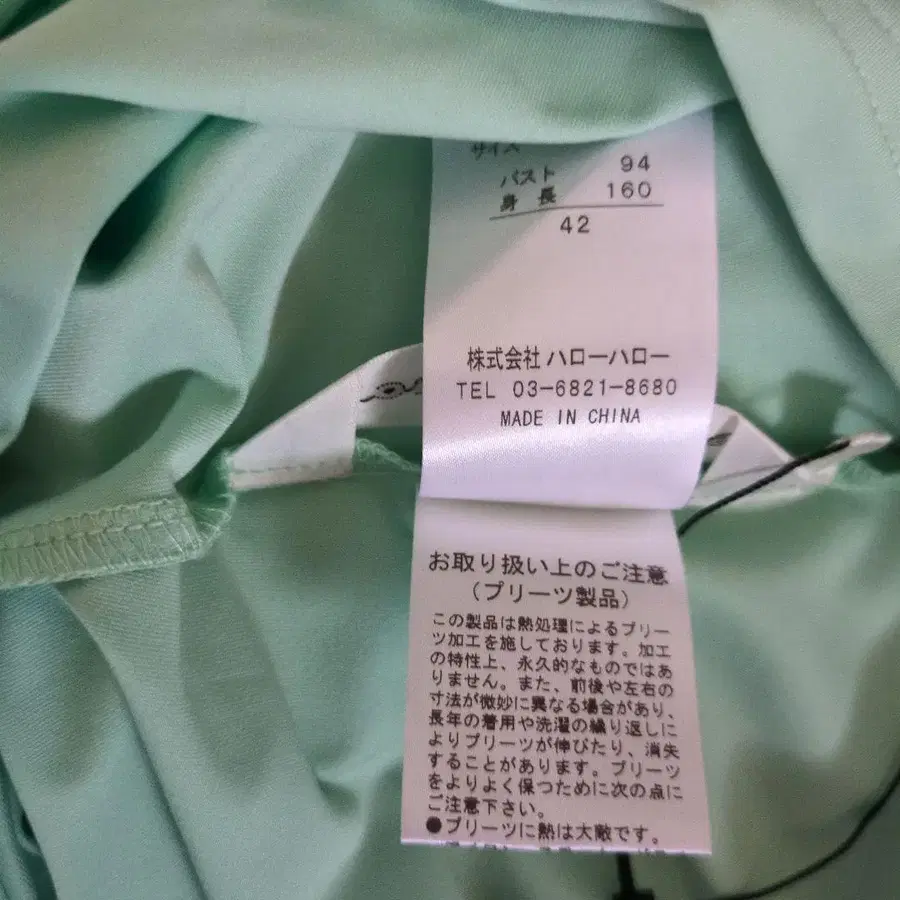 サイズ
バスト 94
身長 160
42
株式会社 ハローハロー
TEL 03-6821-8680
MADE IN CHINA
お取り扱い上のご注意
（プリーツ製品）
この製品は熱処理によるプリー
ツ加工を施しております。加工
の特性上、永久的なものではあ
りません。また、前後や左右の
寸法が微妙に異なる場合があり、
長年の着用や洗濯の繰り返しに
よりプリーツが伸びたり、消失
することがあります。プリーツ
をよりよく保つために次の点に
ご注意下さい。
●プリーツに熱は大敵です。